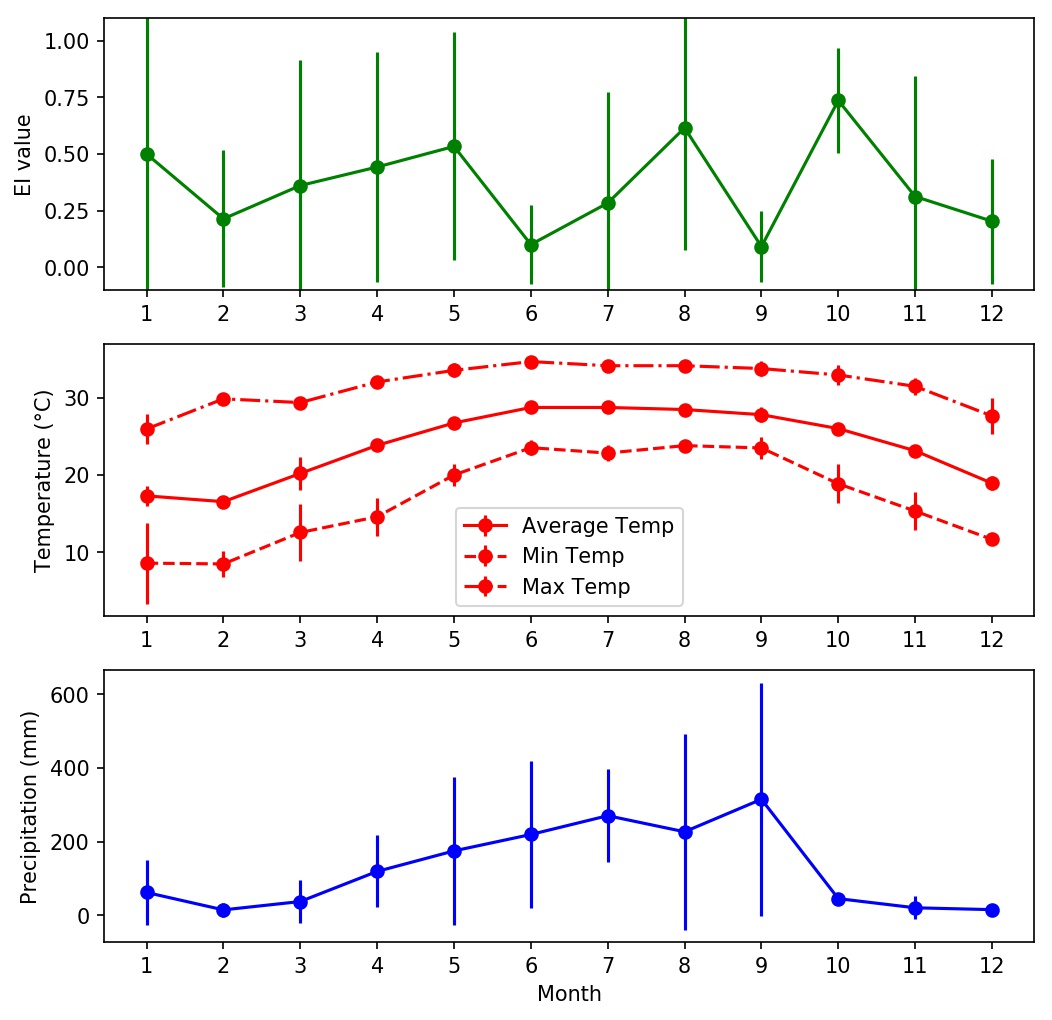 EI value
1.00
0.75
0.50
0.25
0.00
1 2 3 4 5 6 7 8 9 10 11 12
Temperature (°C)
30
20
10
Average Temp
Min Temp
Max Temp
1 2 3 4 5 6 7 8 9 10 11 12
Precipitation (mm)
600
400
200
0
1 2 3 4 5 6 7 8 9 10 11 12
Month